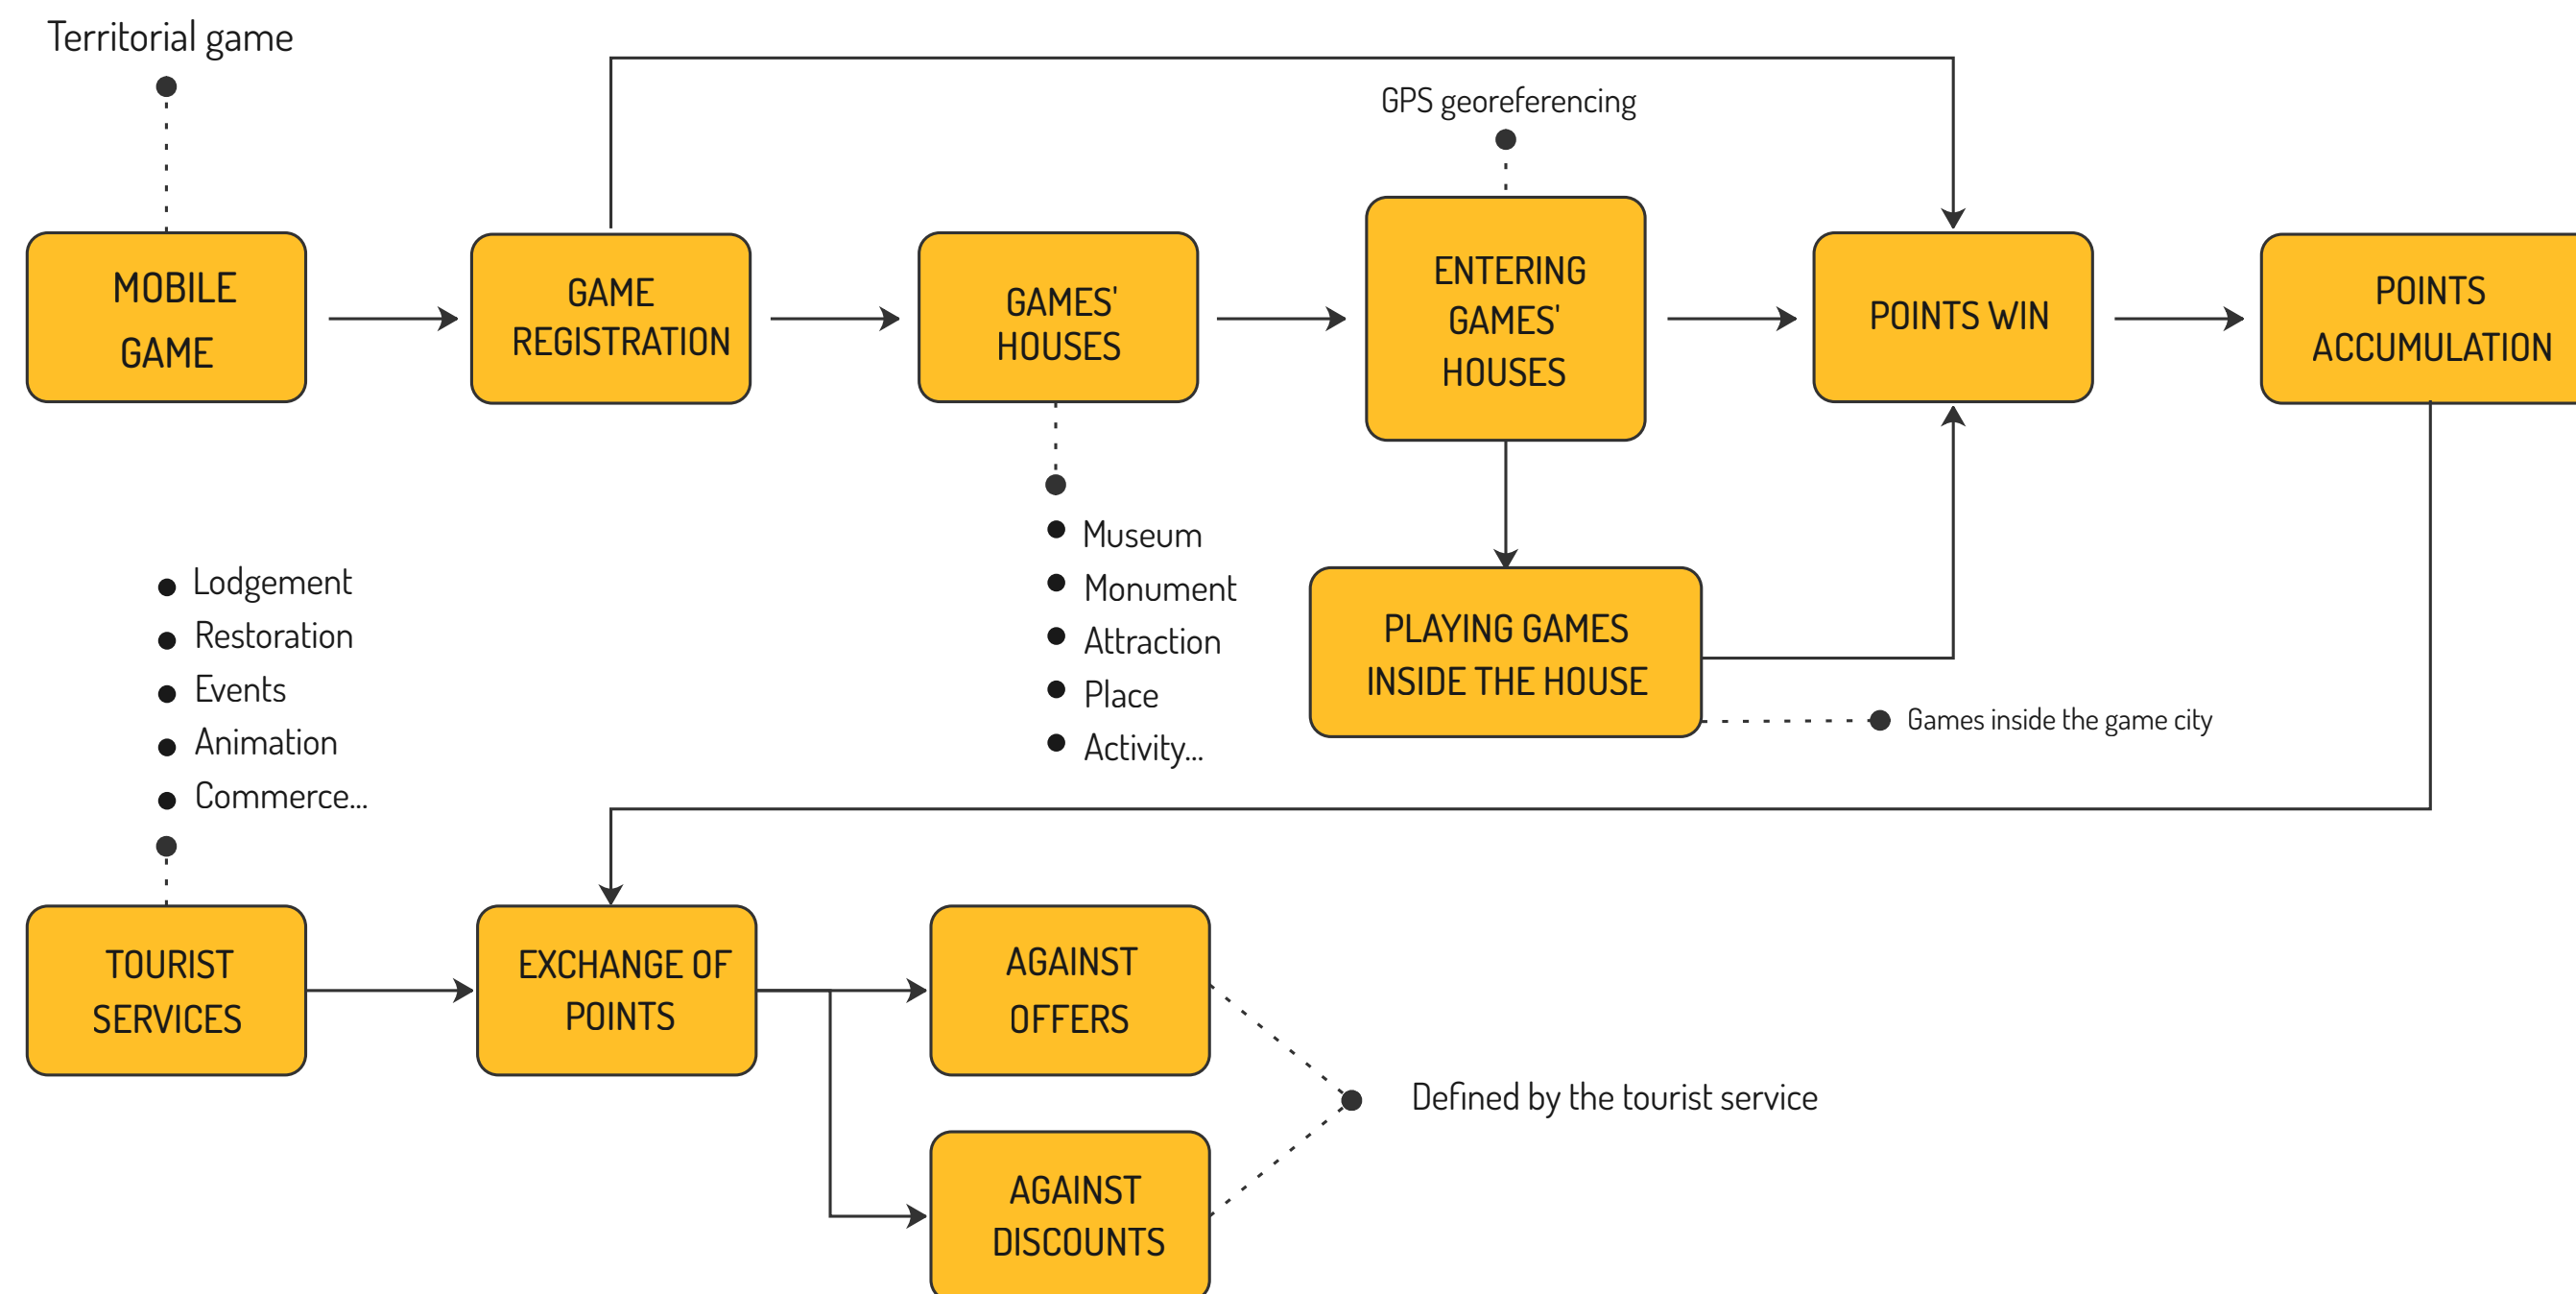 Territorial game
GPS georeferencing
MOBILE
GAME
GAME
REGISTRATION
GAMES'
HOUSES
ENTERING
GAMES'
HOUSES
POINTS WIN
POINTS
ACCUMULATION
Museum
Monument
Attraction
Place
Activity...
PLAYING GAMES
INSIDE THE HOUSE
Games inside the game city
Lodgement
Restoration
Events
Animation
Commerce...
TOURIST
SERVICES
EXCHANGE OF
POINTS
AGAINST
OFFERS
AGAINST
DISCOUNTS
Defined by the tourist service